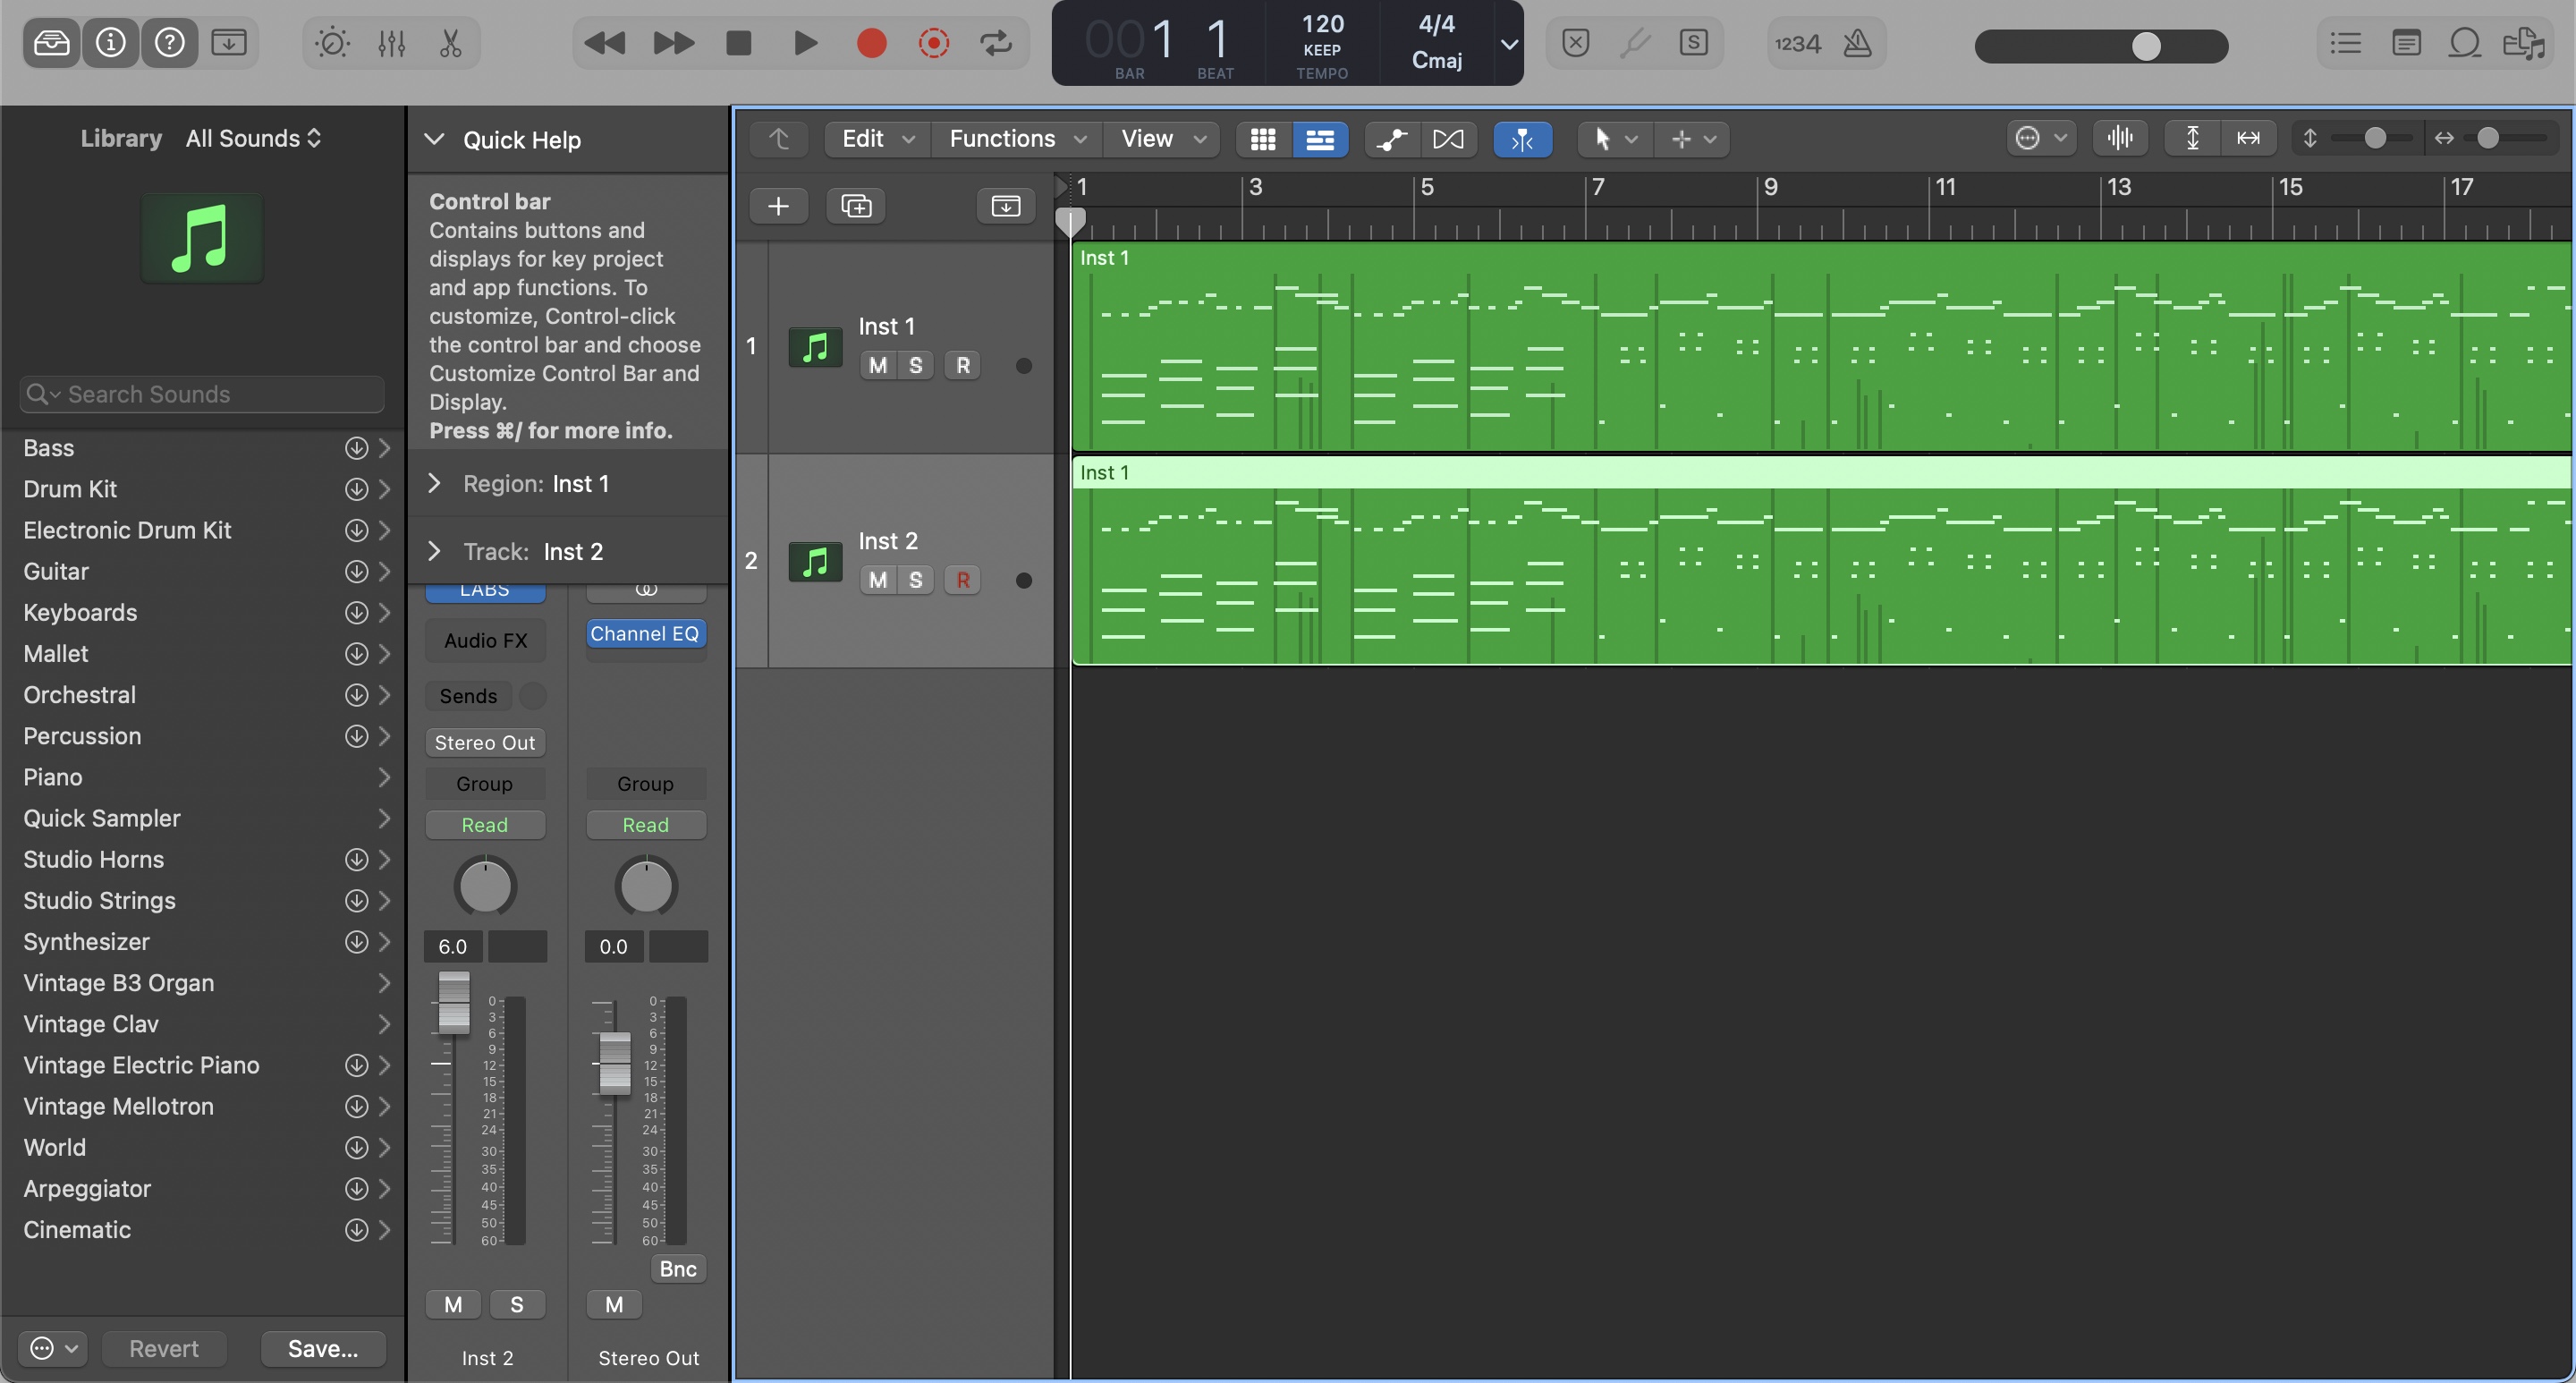 001 1
BAR BEAT
120
KEEP
TEMPO
4/4
Cmaj
1234
S
Library All Sounds
Search Sounds
Bass
Drum Kit
Electronic Drum Kit
Guitar
Keyboards
Mallet
Orchestral
Percussion
Piano
Quick Sampler
Studio Horns
Studio Strings
Synthesizer
Vintage B3 Organ
Vintage Clav
Vintage Electric Piano
Vintage Mellotron
World
Arpeggiator
Cinematic
Revert Save...
Quick Help
Control bar
Contains buttons and
displays for key project
and app functions. To
customize, Control-click
the control bar and choose
Customize Control Bar and
Display.
Press ⌘/ for more info.
Region: Inst 1
Track: Inst 2
LABS
Audio FX
Sends
Stereo Out
Group
Read
6.0
0
3
6
9
12
15
18
21
24
30
35
40
45
50
60
M S
Inst 2
Channel EQ
Group
Read
0.0
0
3
6
9
12
15
18
21
24
30
35
40
45
50
60
Bnc
M
Stereo Out
Edit Functions View
1 3 5 7 9 11 13 15 17
1
Inst 1
M S R
Inst 1
2
Inst 2
M S R
Inst 1